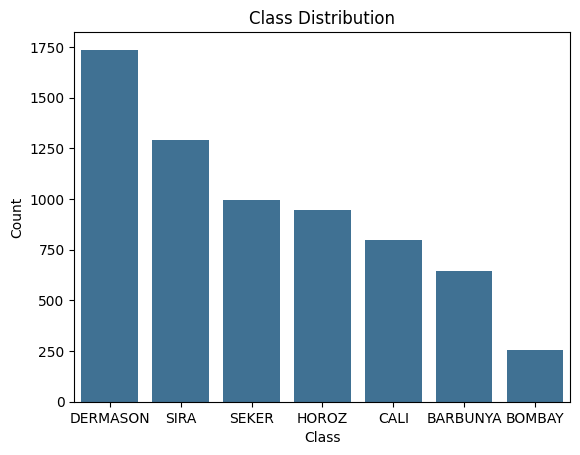 Class Distribution
1750
1500
1250
1000
750
500
250
0
Count
DERMASON SIRA SEKER HOROZ CALI BARBUNYA BOMBAY
Class